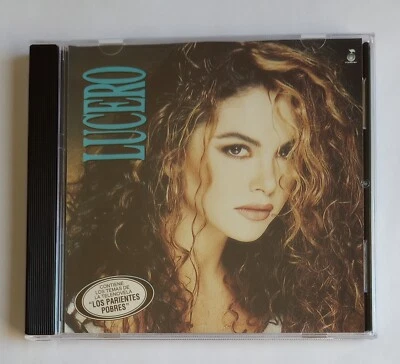 LUCERO
CONTIENE
LOS TEMAS DE
LA TELENOVELA
"LOS PARIENTES
POBRES"